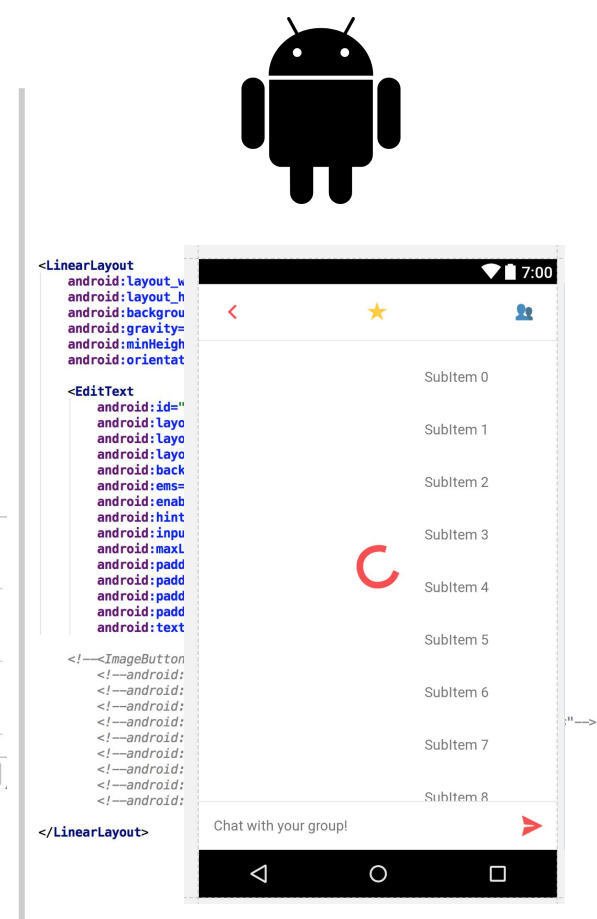 <LinearLayout
android:layout_w
android:layout_h
android:backgrou
android:gravity=
android:minHeigh
android:orientat
<EditText
android:id="
android:layo
android:layo
android:layo
android:back
android:ems=
android:enab
android:hint
android:inpu
android:maxL
android:padd
android:padd
android:padd
android:padd
android:text
<!--<ImageButton
<!--android:
<!--android:
<!--android:
<!--android: s"-->
<!--android:
<!--android:
<!--android:
<!--android:
<!--android:
</LinearLayout>
7:00
SubItem 0
SubItem 1
SubItem 2
SubItem 3
SubItem 4
SubItem 5
SubItem 6
SubItem 7
SubItem 8
Chat with your group!